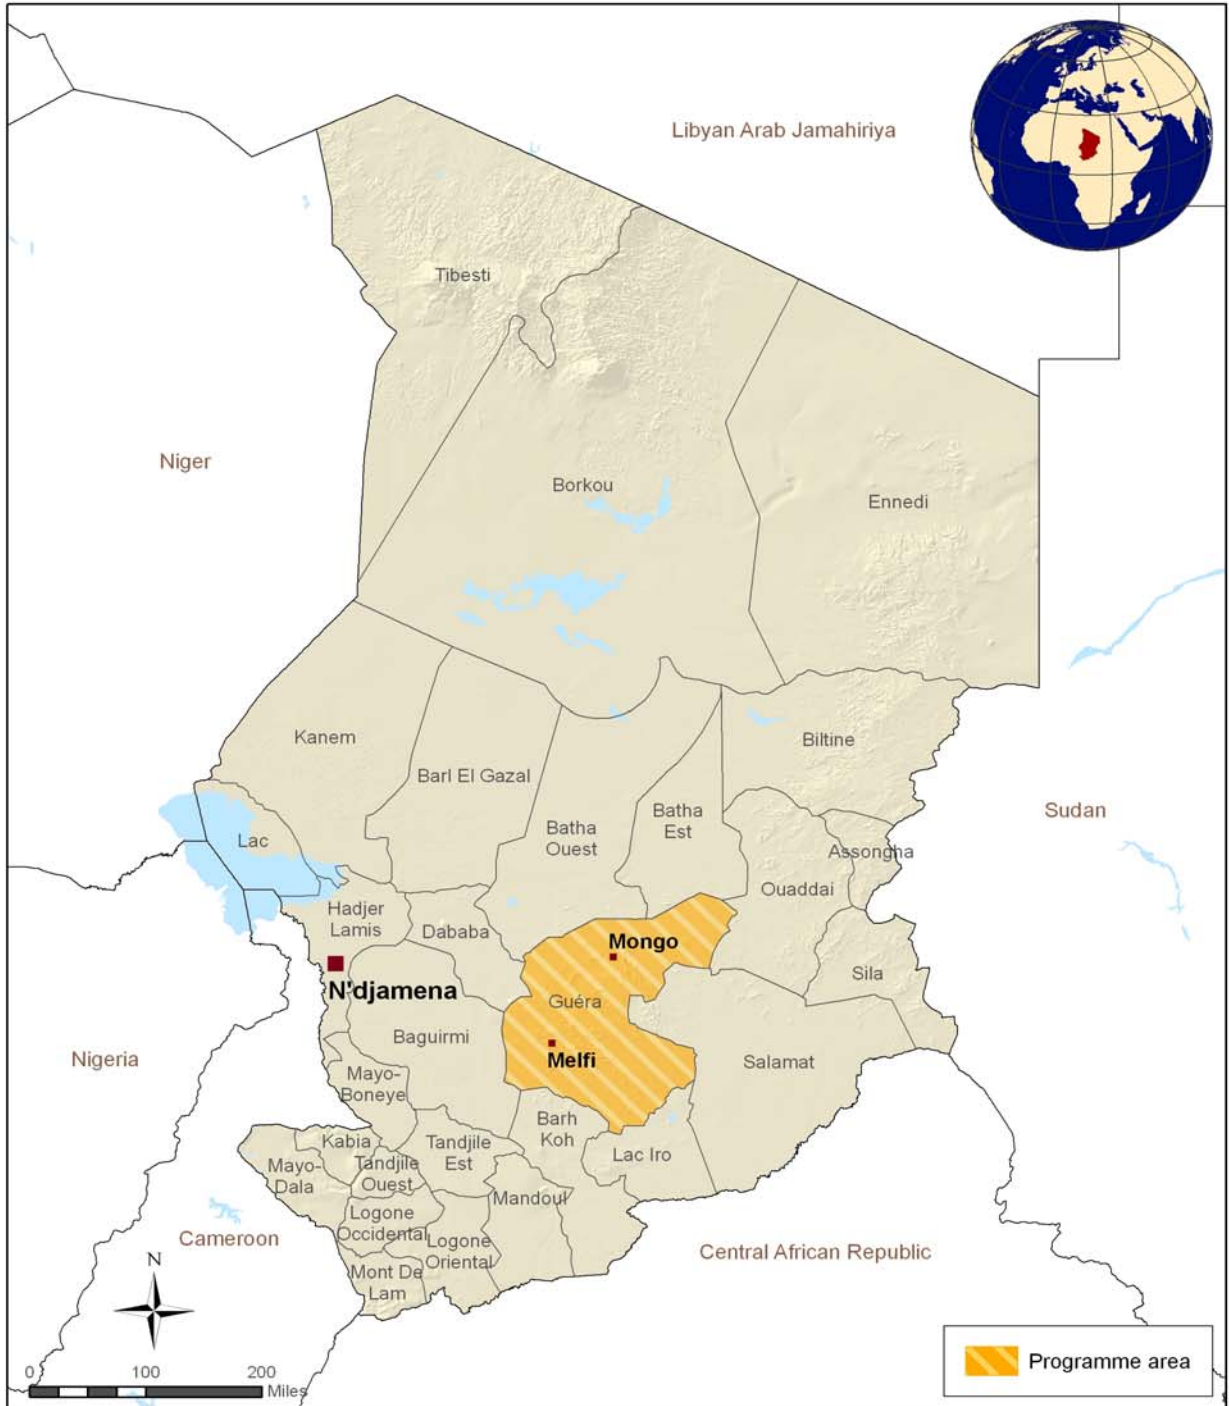 Libyan Arab Jamahiriya
Tibesti
Niger
Borkou
Ennedi
Kanem
Biltine
Barl El Gazal
Batha
Est
Sudan
Lac
Batha
Ouest
Assongha
Ouaddai
Hadjer
Lamis
Dababa
Mongo
Sila
N'djamena
Guéra
Baguirmi
Nigeria
Melfi
Salamat
Mayo-
Boneye
Barh
Koh
Kabia
Tandjile
Est
Lac Iro
Mayo-
Dala
Tandjile
Ouest
Mandoul
Logone
Occidental
Cameroon
Logone
Oriental
Central African Republic
Mont De
Lam
N
Programme area
0 100 200
Miles